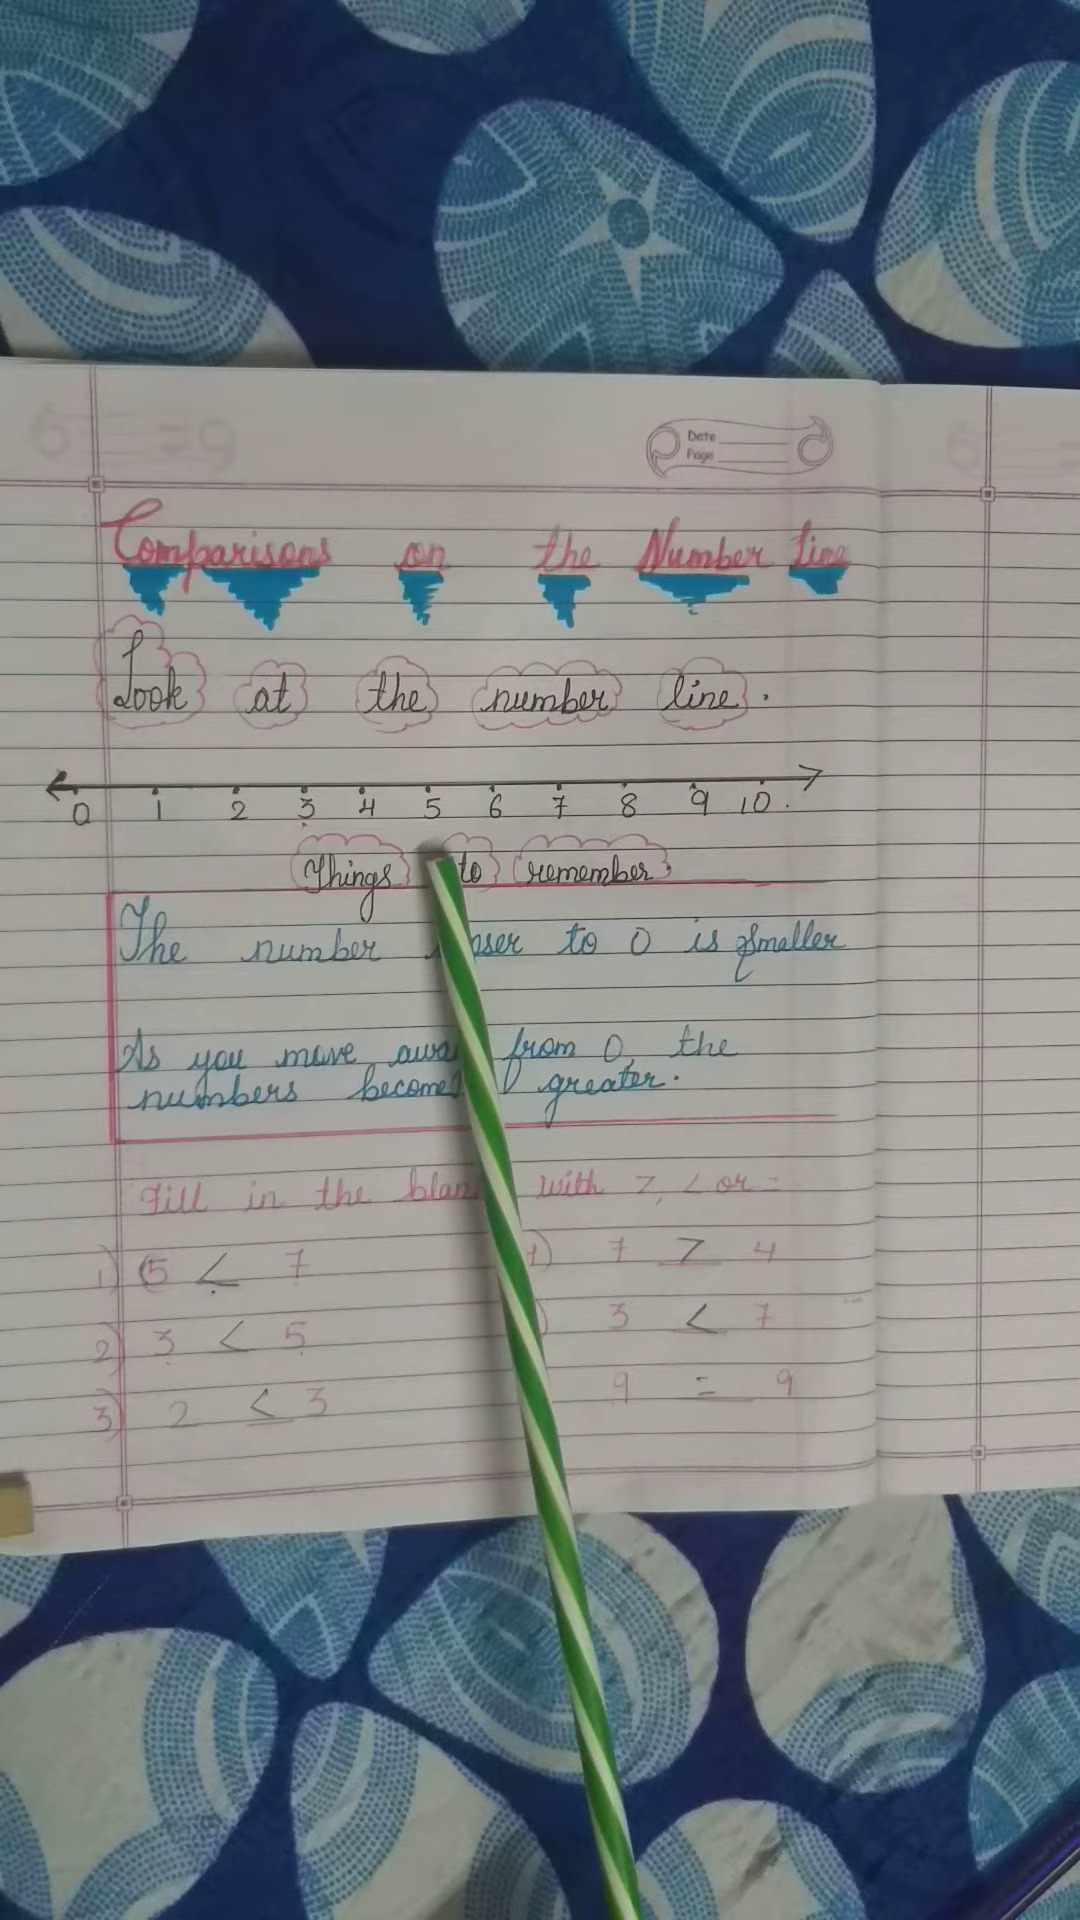 Date
Page
Comparisons on the Number Line
Look at the number line.
0 1 2 3 4 5 6 7 8 9 10.
Things to remember.
The number oser to 0 is smaller
As you move awa from 0, the
numbers become greater.
Fill in the blan with >, < or =
1) 5 < 7
2) 3 < 5
3) 2 < 3
7 > 4
3 < 7
9 = 9